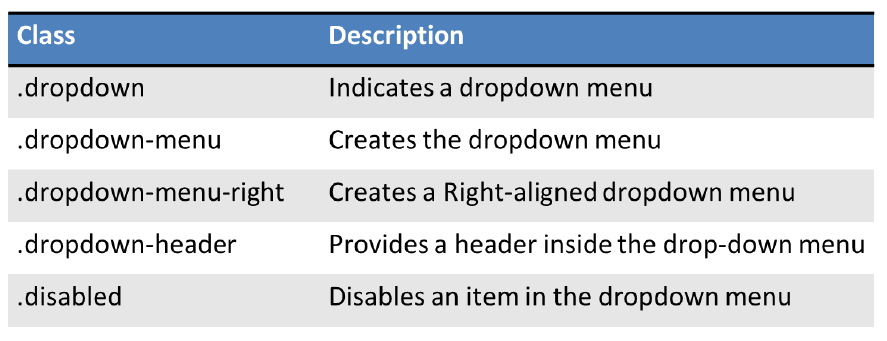 Class Description
.dropdown Indicates a dropdown menu
.dropdown-menu Creates the dropdown menu
.dropdown-menu-right Creates a Right-aligned dropdown menu
.dropdown-header Provides a header inside the drop-down menu
.disabled Disables an item in the dropdown menu